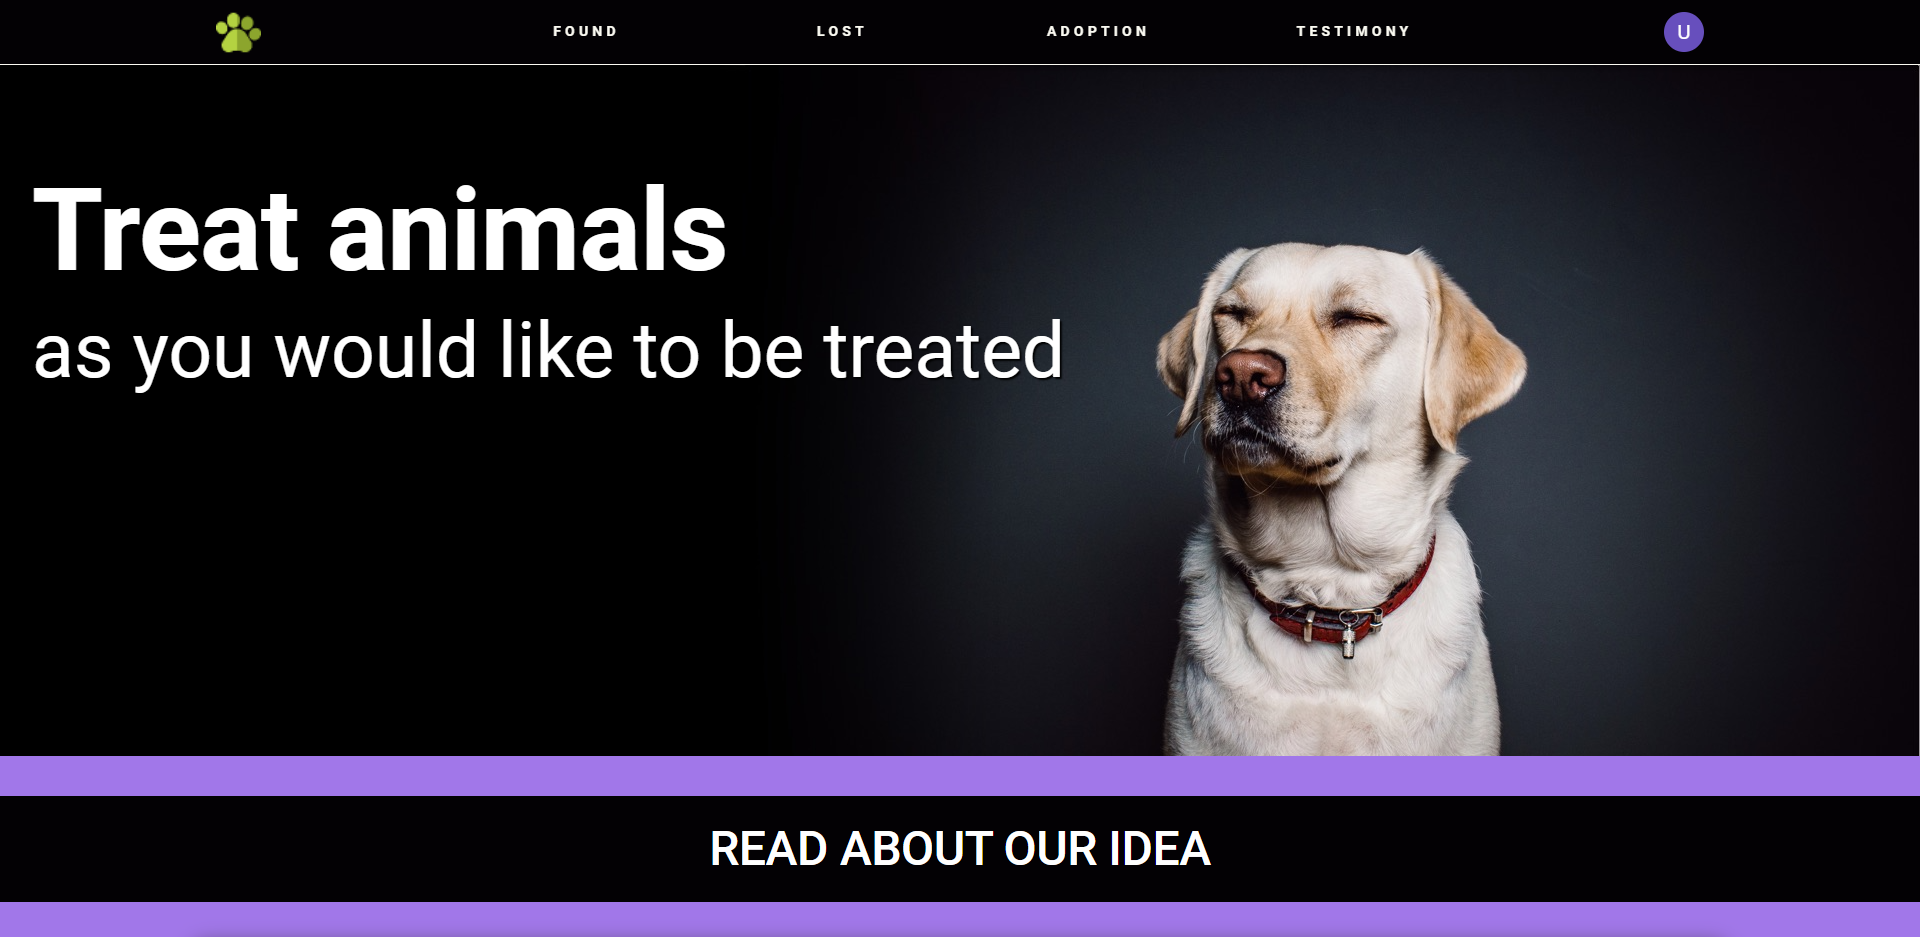 FOUND
LOST
ADOPTION
TESTIMONY
U
Treat animals
as you would like to be treated
READ ABOUT OUR IDEA